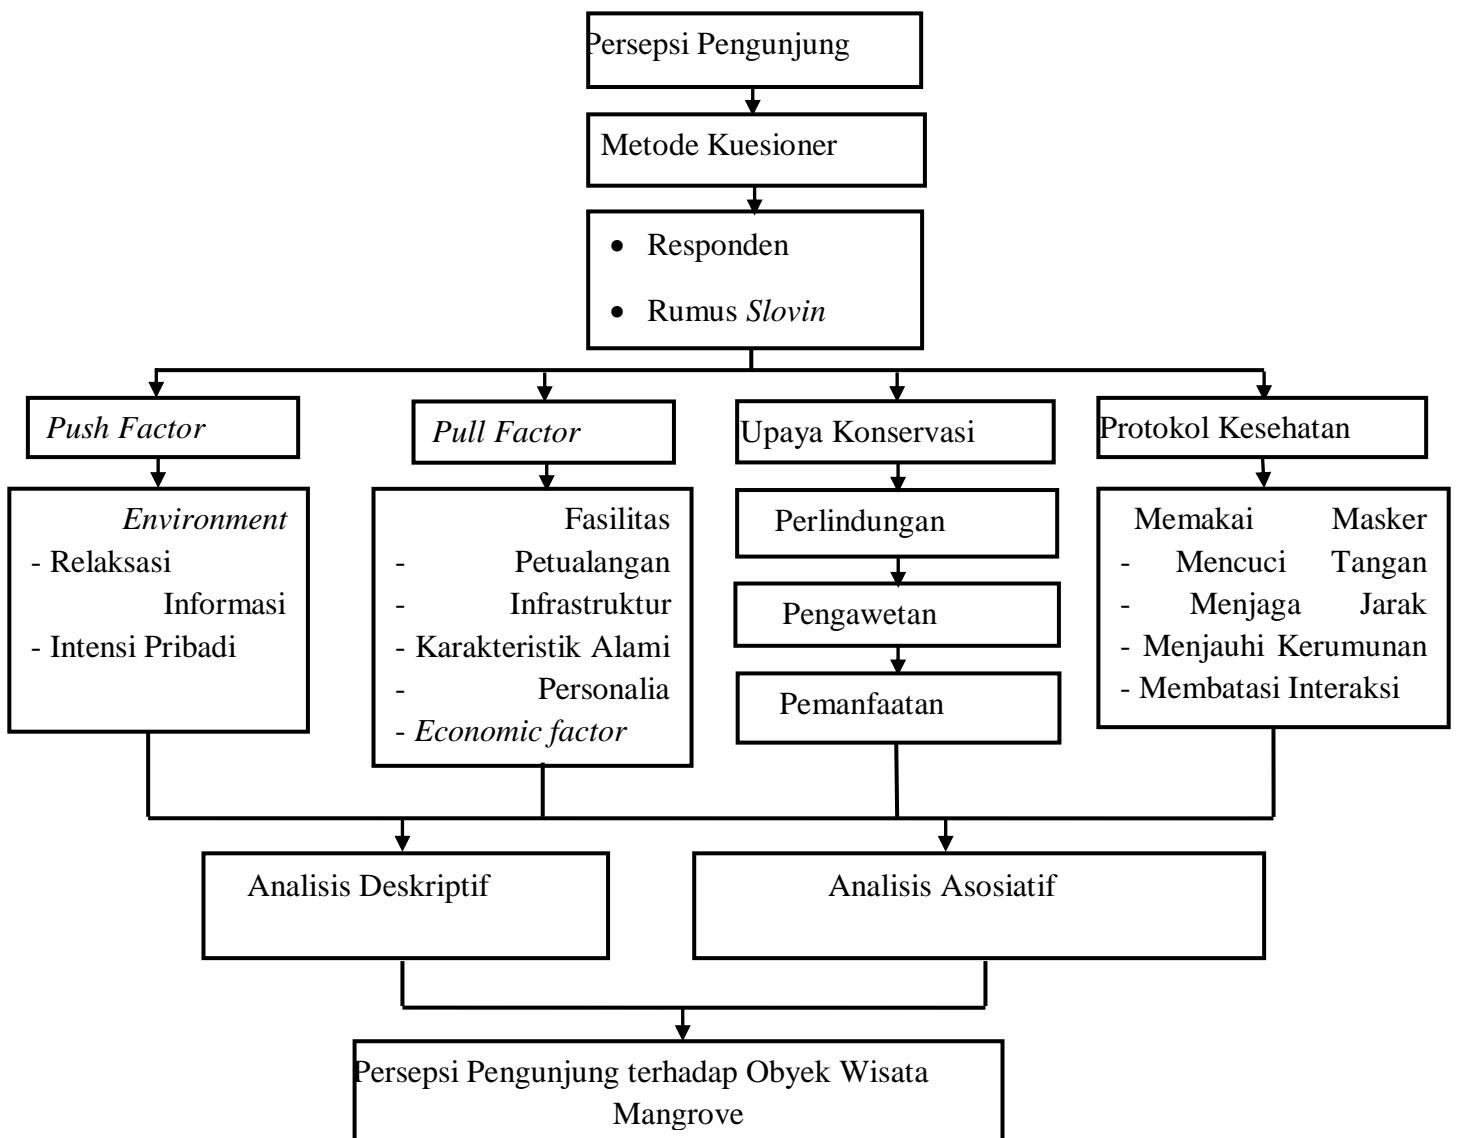 Persepsi Pengunjung
Metode Kuesioner
• Responden
• Rumus Slovin
Push Factor
Pull Factor
Upaya Konservasi
Protokol Kesehatan
Environment
- Relaksasi
Informasi
- Intensi Pribadi
Fasilitas
- Petualangan
- Infrastruktur
- Karakteristik Alami
- Personalia
- Economic factor
Perlindungan
Pengawetan
Pemanfaatan
Memakai Masker
- Mencuci Tangan
- Menjaga Jarak
- Menjauhi Kerumunan
- Membatasi Interaksi
Analisis Deskriptif
Analisis Asosiatif
Persepsi Pengunjung terhadap Obyek Wisata
Mangrove